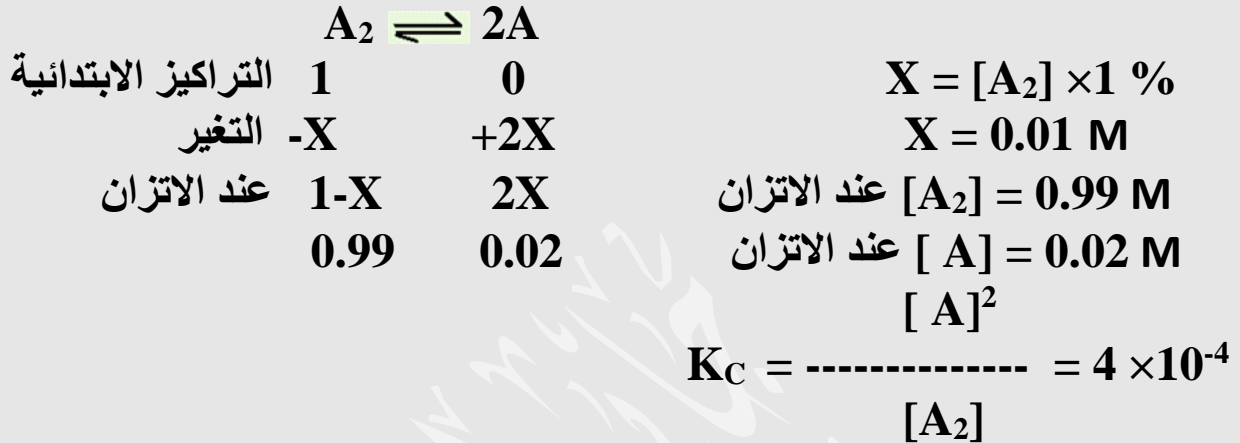 A₂ ⇌ 2A
التراكيز الابتدائية 1 0
X = [A₂] ×1 %
التغير -X +2X
X = 0.01 M
عند الاتزان 1-X 2X
عند الاتزان [A₂] = 0.99 M
0.99 0.02
عند الاتزان [ A] = 0.02 M
[ A]²
K_C = -------------- = 4 ×10⁻⁴
[A₂]